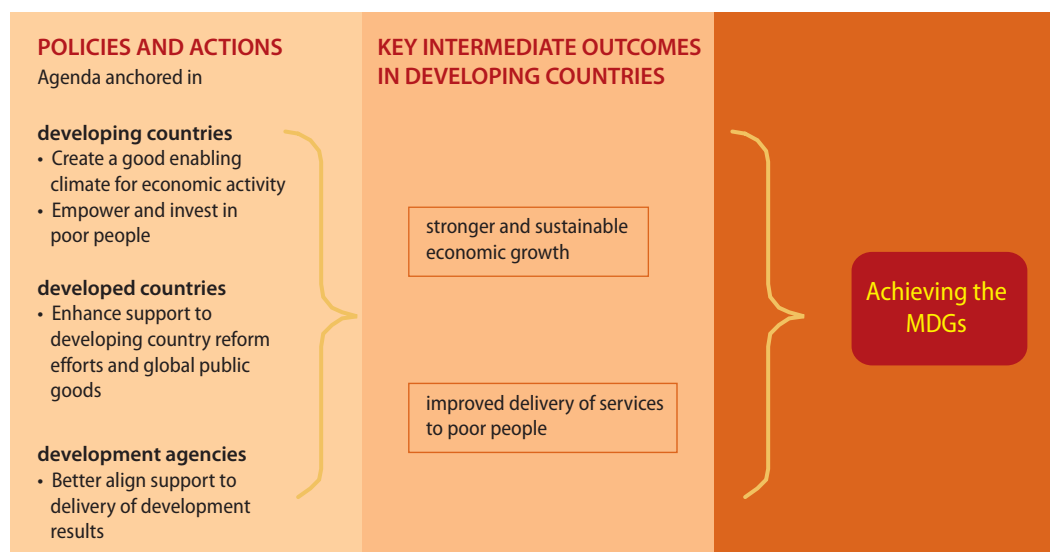 POLICIES AND ACTIONS
Agenda anchored in
developing countries
• Create a good enabling
climate for economic activity
• Empower and invest in
poor people
developed countries
• Enhance support to
developing country reform
efforts and global public
goods
development agencies
• Better align support to
delivery of development
results
KEY INTERMEDIATE OUTCOMES
IN DEVELOPING COUNTRIES
stronger and sustainable
economic growth
improved delivery of services
to poor people
Achieving the
MDGs